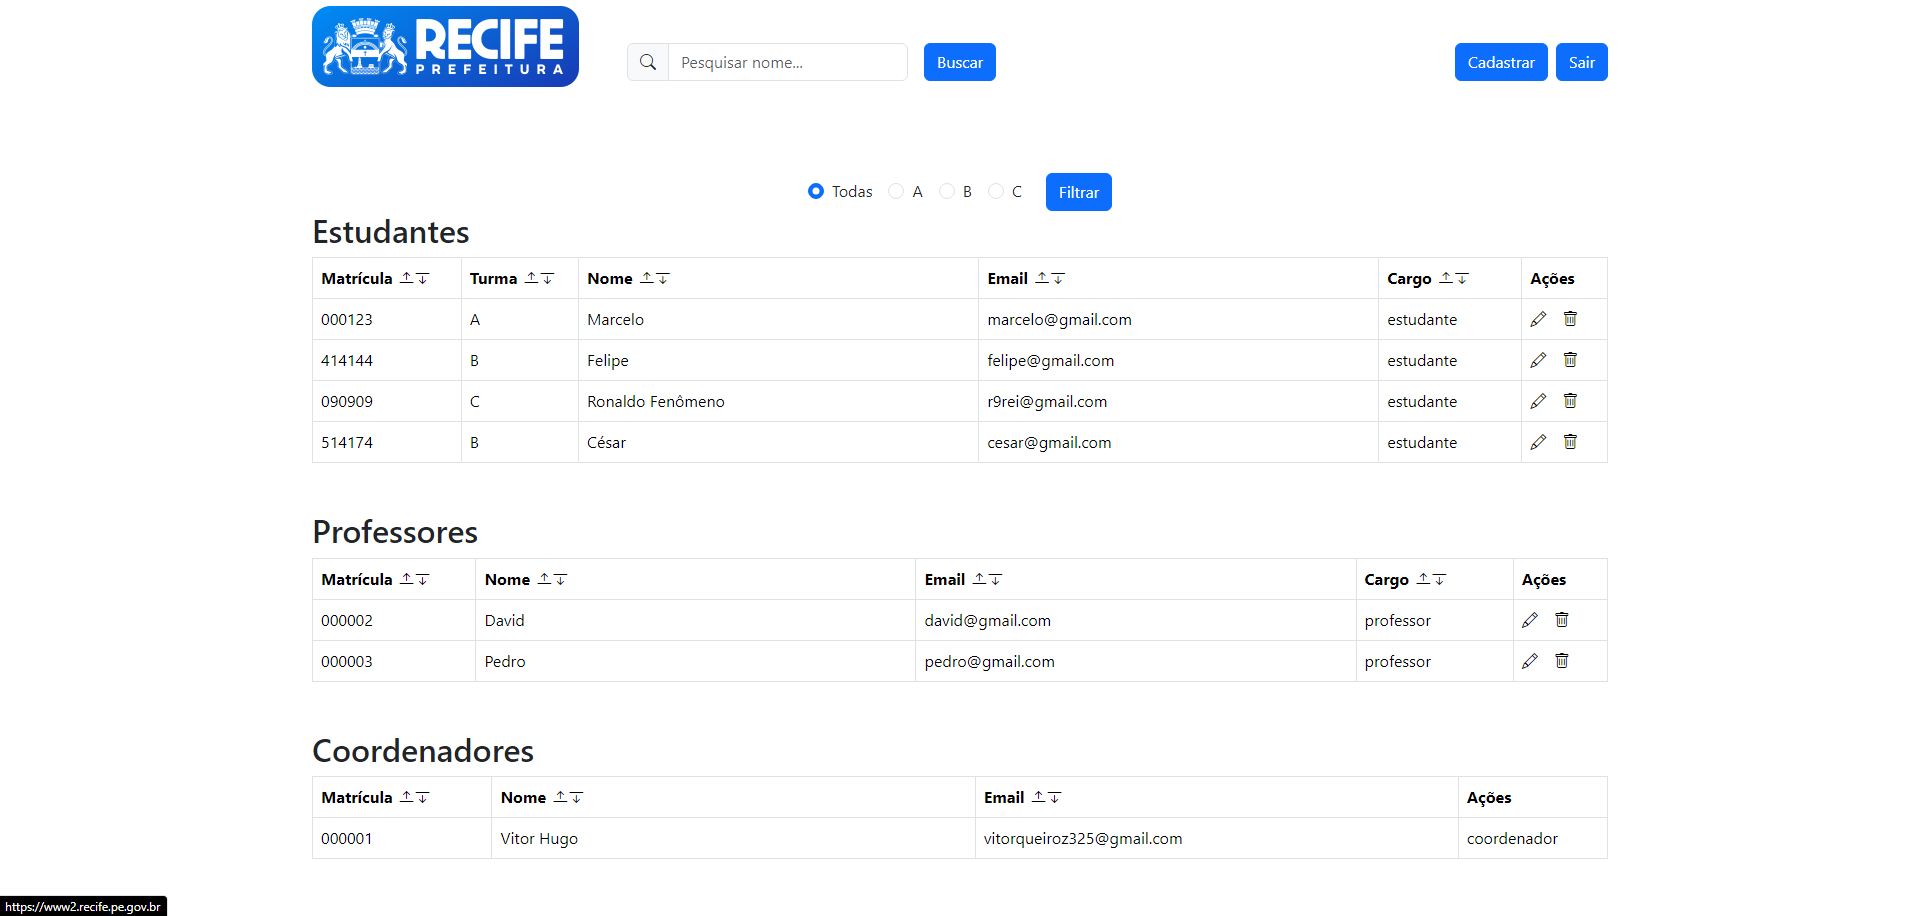 RECIFE
PREFEITURA
Pesquisar nome...
Buscar
Cadastrar
Sair
Todas A B C Filtrar
Estudantes
Matrícula Turma Nome Email Cargo Ações
000123 A Marcelo marcelo@gmail.com estudante
414144 B Felipe felipe@gmail.com estudante
090909 C Ronaldo Fenômeno r9rei@gmail.com estudante
514174 B César cesar@gmail.com estudante
Professores
Matrícula Nome Email Cargo Ações
000002 David david@gmail.com professor
000003 Pedro pedro@gmail.com professor
Coordenadores
Matrícula Nome Email Ações
000001 Vitor Hugo vitorqueiroz325@gmail.com coordenador
https://www2.recife.pe.gov.br